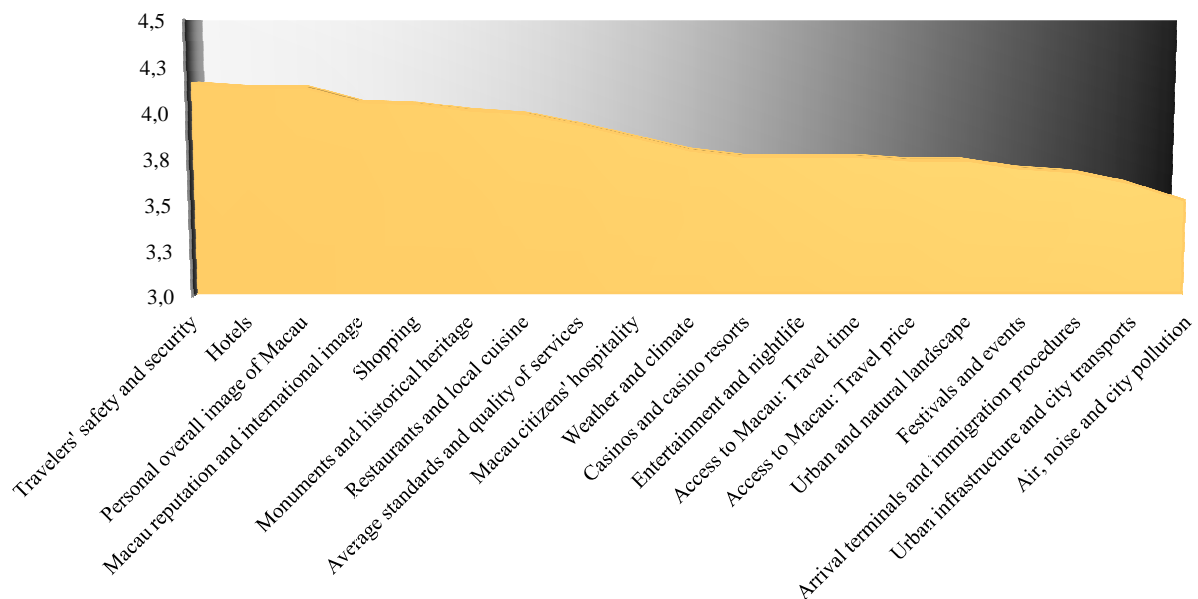 4,5
4,3
4,0
3,8
3,5
3,3
3,0
Travelers' safety and security
Hotels
Personal overall image of Macau
Macau reputation and international image
Shopping
Monuments and historical heritage
Restaurants and local cuisine
Average standards and quality of services
Macau citizens' hospitality
Weather and climate
Casinos and casino resorts
Entertainment and nightlife
Access to Macau: Travel time
Access to Macau: Travel price
Urban and natural landscape
Festivals and events
Arrival terminals and immigration procedures
Urban infrastructure and city transports
Air, noise and city pollution